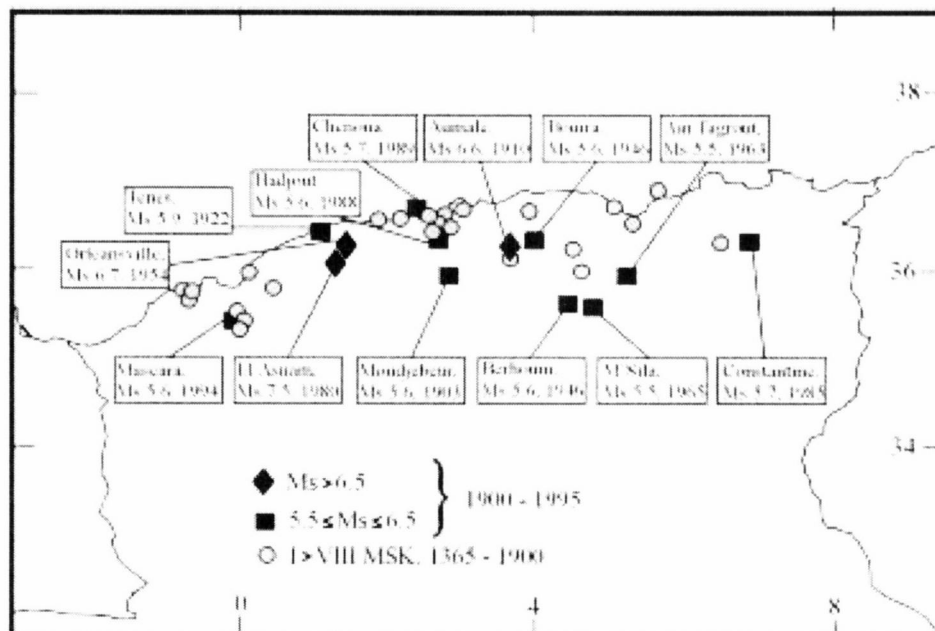 38
Chenoua,
Ms 5.7, 1989
Aumale,
Ms 6.6, 1910
Bouira,
Ms 5.6, 1946
Ain Tagrout,
Ms 5.5, 1963
Hadjout,
Ms 5.6, 1988
Tenes,
Ms 5.9, 1922
Orleansville,
Ms 6.7, 1954
36
Mascara,
Ms 5.6, 1994
El Asnam,
Ms 7.5, 1980
Moudjebeur,
Ms 5.6, 1903
Berhoum,
Ms 5.6, 1946
M'Sila,
Ms 5.5, 1965
Constantine,
Ms 5.7, 1985
34
Ms>6.5
5.5≤Ms≤6.5
1900 - 1995
I>VIII MSK, 1365 - 1900
0 4 8